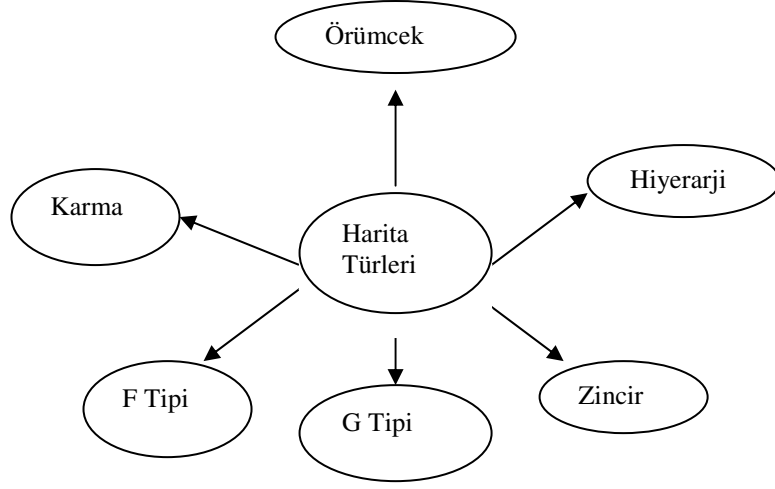 Örümcek
Hiyerarji
Karma
Harita
Türleri
F Tipi
G Tipi
Zincir